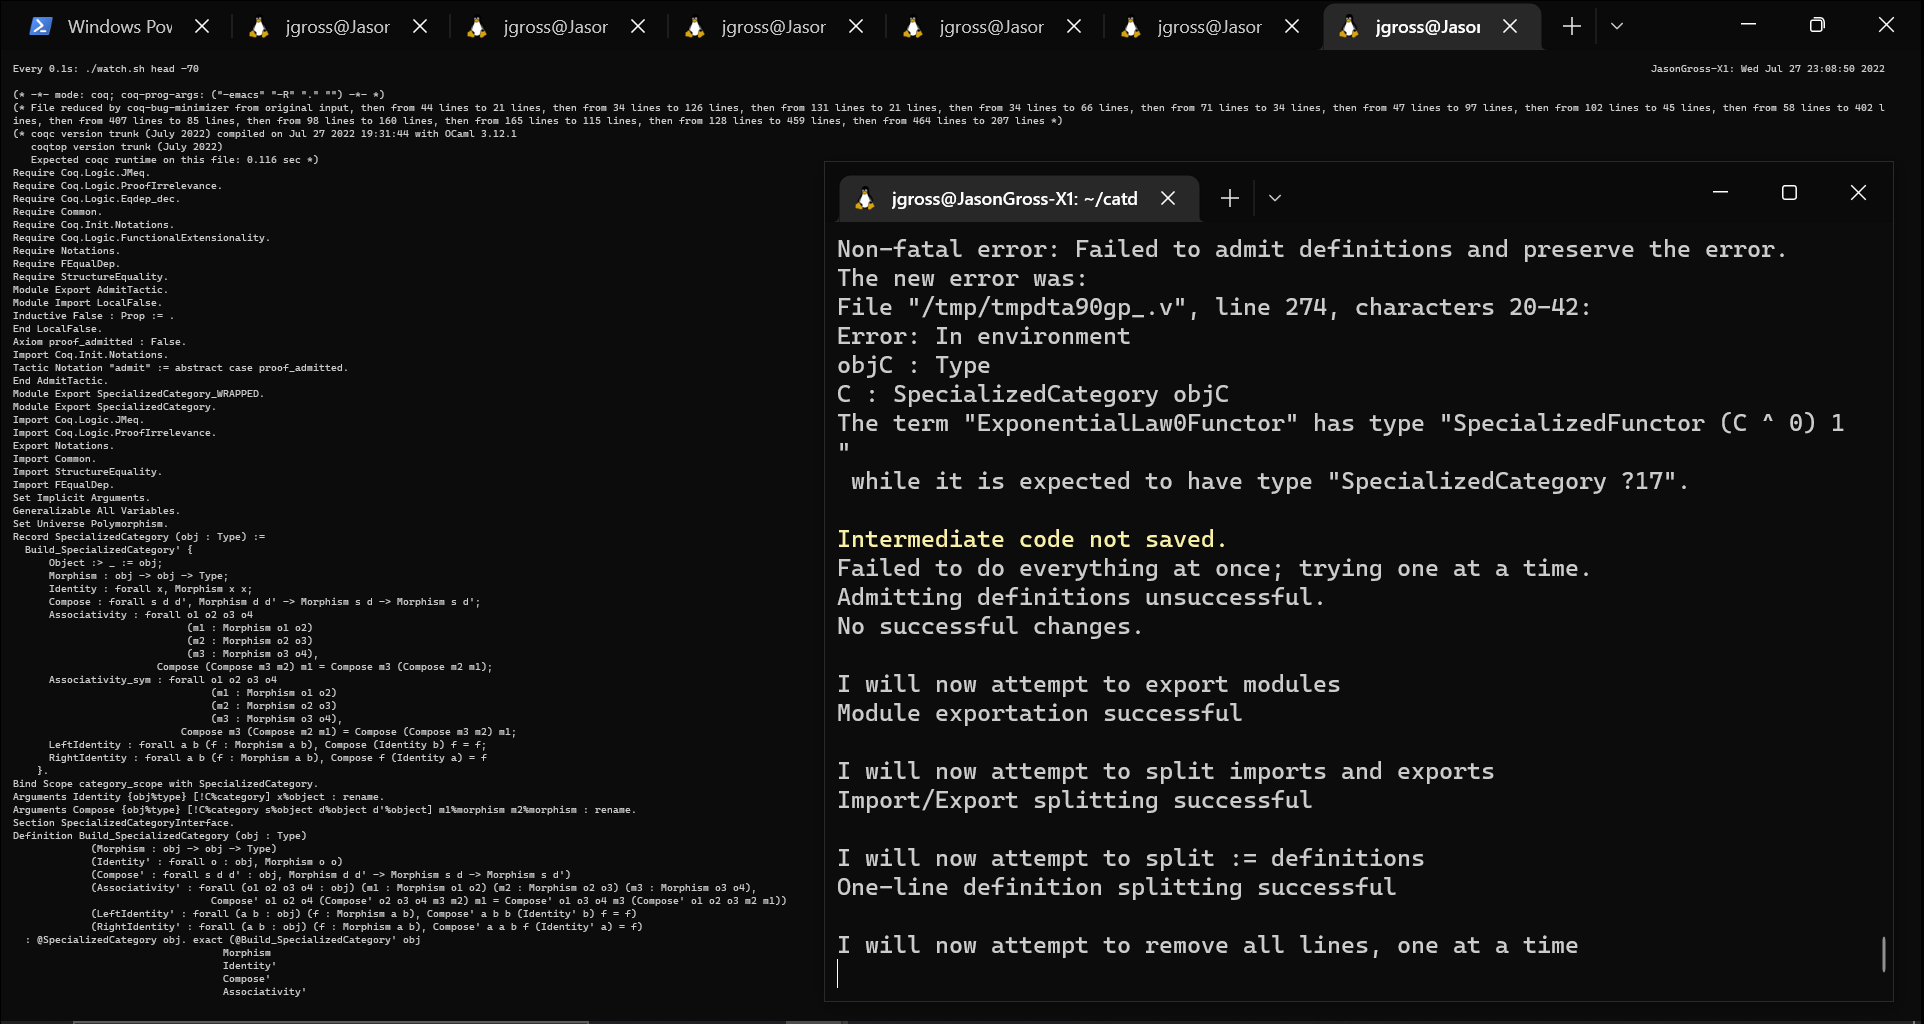 Windows Pow
jgross@Jasor
jgross@Jasor
jgross@Jasor
jgross@Jasor
jgross@Jasor
jgross@Jasor
Every 0.1s: ./watch.sh head -70
JasonGross-X1: Wed Jul 27 23:08:50 2022
(* -*- mode: coq; coq-prog-args: ("-emacs" "-R" "." "") -*- *)
(* File reduced by coq-bug-minimizer from original input, then from 44 lines to 21 lines, then from 34 lines to 126 lines, then from 131 lines to 21 lines, then from 34 lines to 66 lines, then from 71 lines to 34 lines, then from 47 lines to 97 lines, then from 102 lines to 45 lines, then from 58 lines to 402 l
ines, then from 407 lines to 85 lines, then from 98 lines to 160 lines, then from 165 lines to 115 lines, then from 128 lines to 459 lines, then from 464 lines to 207 lines *)
(* coqc version trunk (July 2022) compiled on Jul 27 2022 19:31:44 with OCaml 3.12.1
   coqtop version trunk (July 2022)
   Expected coqc runtime on this file: 0.116 sec *)
Require Coq.Logic.JMeq.
Require Coq.Logic.ProofIrrelevance.
Require Coq.Logic.Eqdep_dec.
Require Common.
Require Coq.Init.Notations.
Require Coq.Logic.FunctionalExtensionality.
Require Notations.
Require FEqualDep.
Require StructureEquality.
Module Export AdmitTactic.
Module Import LocalFalse.
Inductive False : Prop := .
End LocalFalse.
Axiom proof_admitted : False.
Import Coq.Init.Notations.
Tactic Notation "admit" := abstract case proof_admitted.
End AdmitTactic.
Module Export SpecializedCategory_WRAPPED.
Module Export SpecializedCategory.
Import Coq.Logic.JMeq.
Import Coq.Logic.ProofIrrelevance.
Export Notations.
Import Common.
Import StructureEquality.
Import FEqualDep.
Set Implicit Arguments.
Generalizable All Variables.
Set Universe Polymorphism.
Record SpecializedCategory (obj : Type) :=
  Build_SpecializedCategory' {
      Object :> _ := obj;
      Morphism : obj -> obj -> Type;
      Identity : forall x, Morphism x x;
      Compose : forall s d d', Morphism d d' -> Morphism s d -> Morphism s d';
      Associativity : forall o1 o2 o3 o4
                             (m1 : Morphism o1 o2)
                             (m2 : Morphism o2 o3)
                             (m3 : Morphism o3 o4),
                        Compose (Compose m3 m2) m1 = Compose m3 (Compose m2 m1);
      Associativity_sym : forall o1 o2 o3 o4
                                 (m1 : Morphism o1 o2)
                                 (m2 : Morphism o2 o3)
                                 (m3 : Morphism o3 o4),
                            Compose m3 (Compose m2 m1) = Compose (Compose m3 m2) m1;
      LeftIdentity : forall a b (f : Morphism a b), Compose (Identity b) f = f;
      RightIdentity : forall a b (f : Morphism a b), Compose f (Identity a) = f
    }.
Bind Scope category_scope with SpecializedCategory.
Arguments Identity {obj%type} [!C%category] x%object : rename.
Arguments Compose {obj%type} [!C%category s%object d%object d'%object] m1%morphism m2%morphism : rename.
Section SpecializedCategoryInterface.
Definition Build_SpecializedCategory (obj : Type)
             (Morphism : obj -> obj -> Type)
             (Identity' : forall o : obj, Morphism o o)
             (Compose' : forall s d d' : obj, Morphism d d' -> Morphism s d -> Morphism s d')
             (Associativity' : forall (o1 o2 o3 o4 : obj) (m1 : Morphism o1 o2) (m2 : Morphism o2 o3) (m3 : Morphism o3 o4),
                                 Compose' o1 o2 o4 (Compose' o2 o3 o4 m3 m2) m1 = Compose' o1 o3 o4 m3 (Compose' o1 o2 o3 m2 m1))
             (LeftIdentity' : forall (a b : obj) (f : Morphism a b), Compose' a b b (Identity' b) f = f)
             (RightIdentity' : forall (a b : obj) (f : Morphism a b), Compose' a a b f (Identity' a) = f)
  : @SpecializedCategory obj. exact (@Build_SpecializedCategory' obj
                                   Morphism
                                   Identity'
                                   Compose'
                                   Associativity'
jgross@JasonGross-X1: ~/catd
Non-fatal error: Failed to admit definitions and preserve the error.
The new error was:
File "/tmp/tmpdta90gp_.v", line 274, characters 20-42:
Error: In environment
objC : Type
C : SpecializedCategory objC
The term "ExponentialLaw0Functor" has type "SpecializedFunctor (C ^ 0) 1
"
 while it is expected to have type "SpecializedCategory ?17".
Intermediate code not saved.
Failed to do everything at once; trying one at a time.
Admitting definitions unsuccessful.
No successful changes.
I will now attempt to export modules
Module exportation successful
I will now attempt to split imports and exports
Import/Export splitting successful
I will now attempt to split := definitions
One-line definition splitting successful
I will now attempt to remove all lines, one at a time